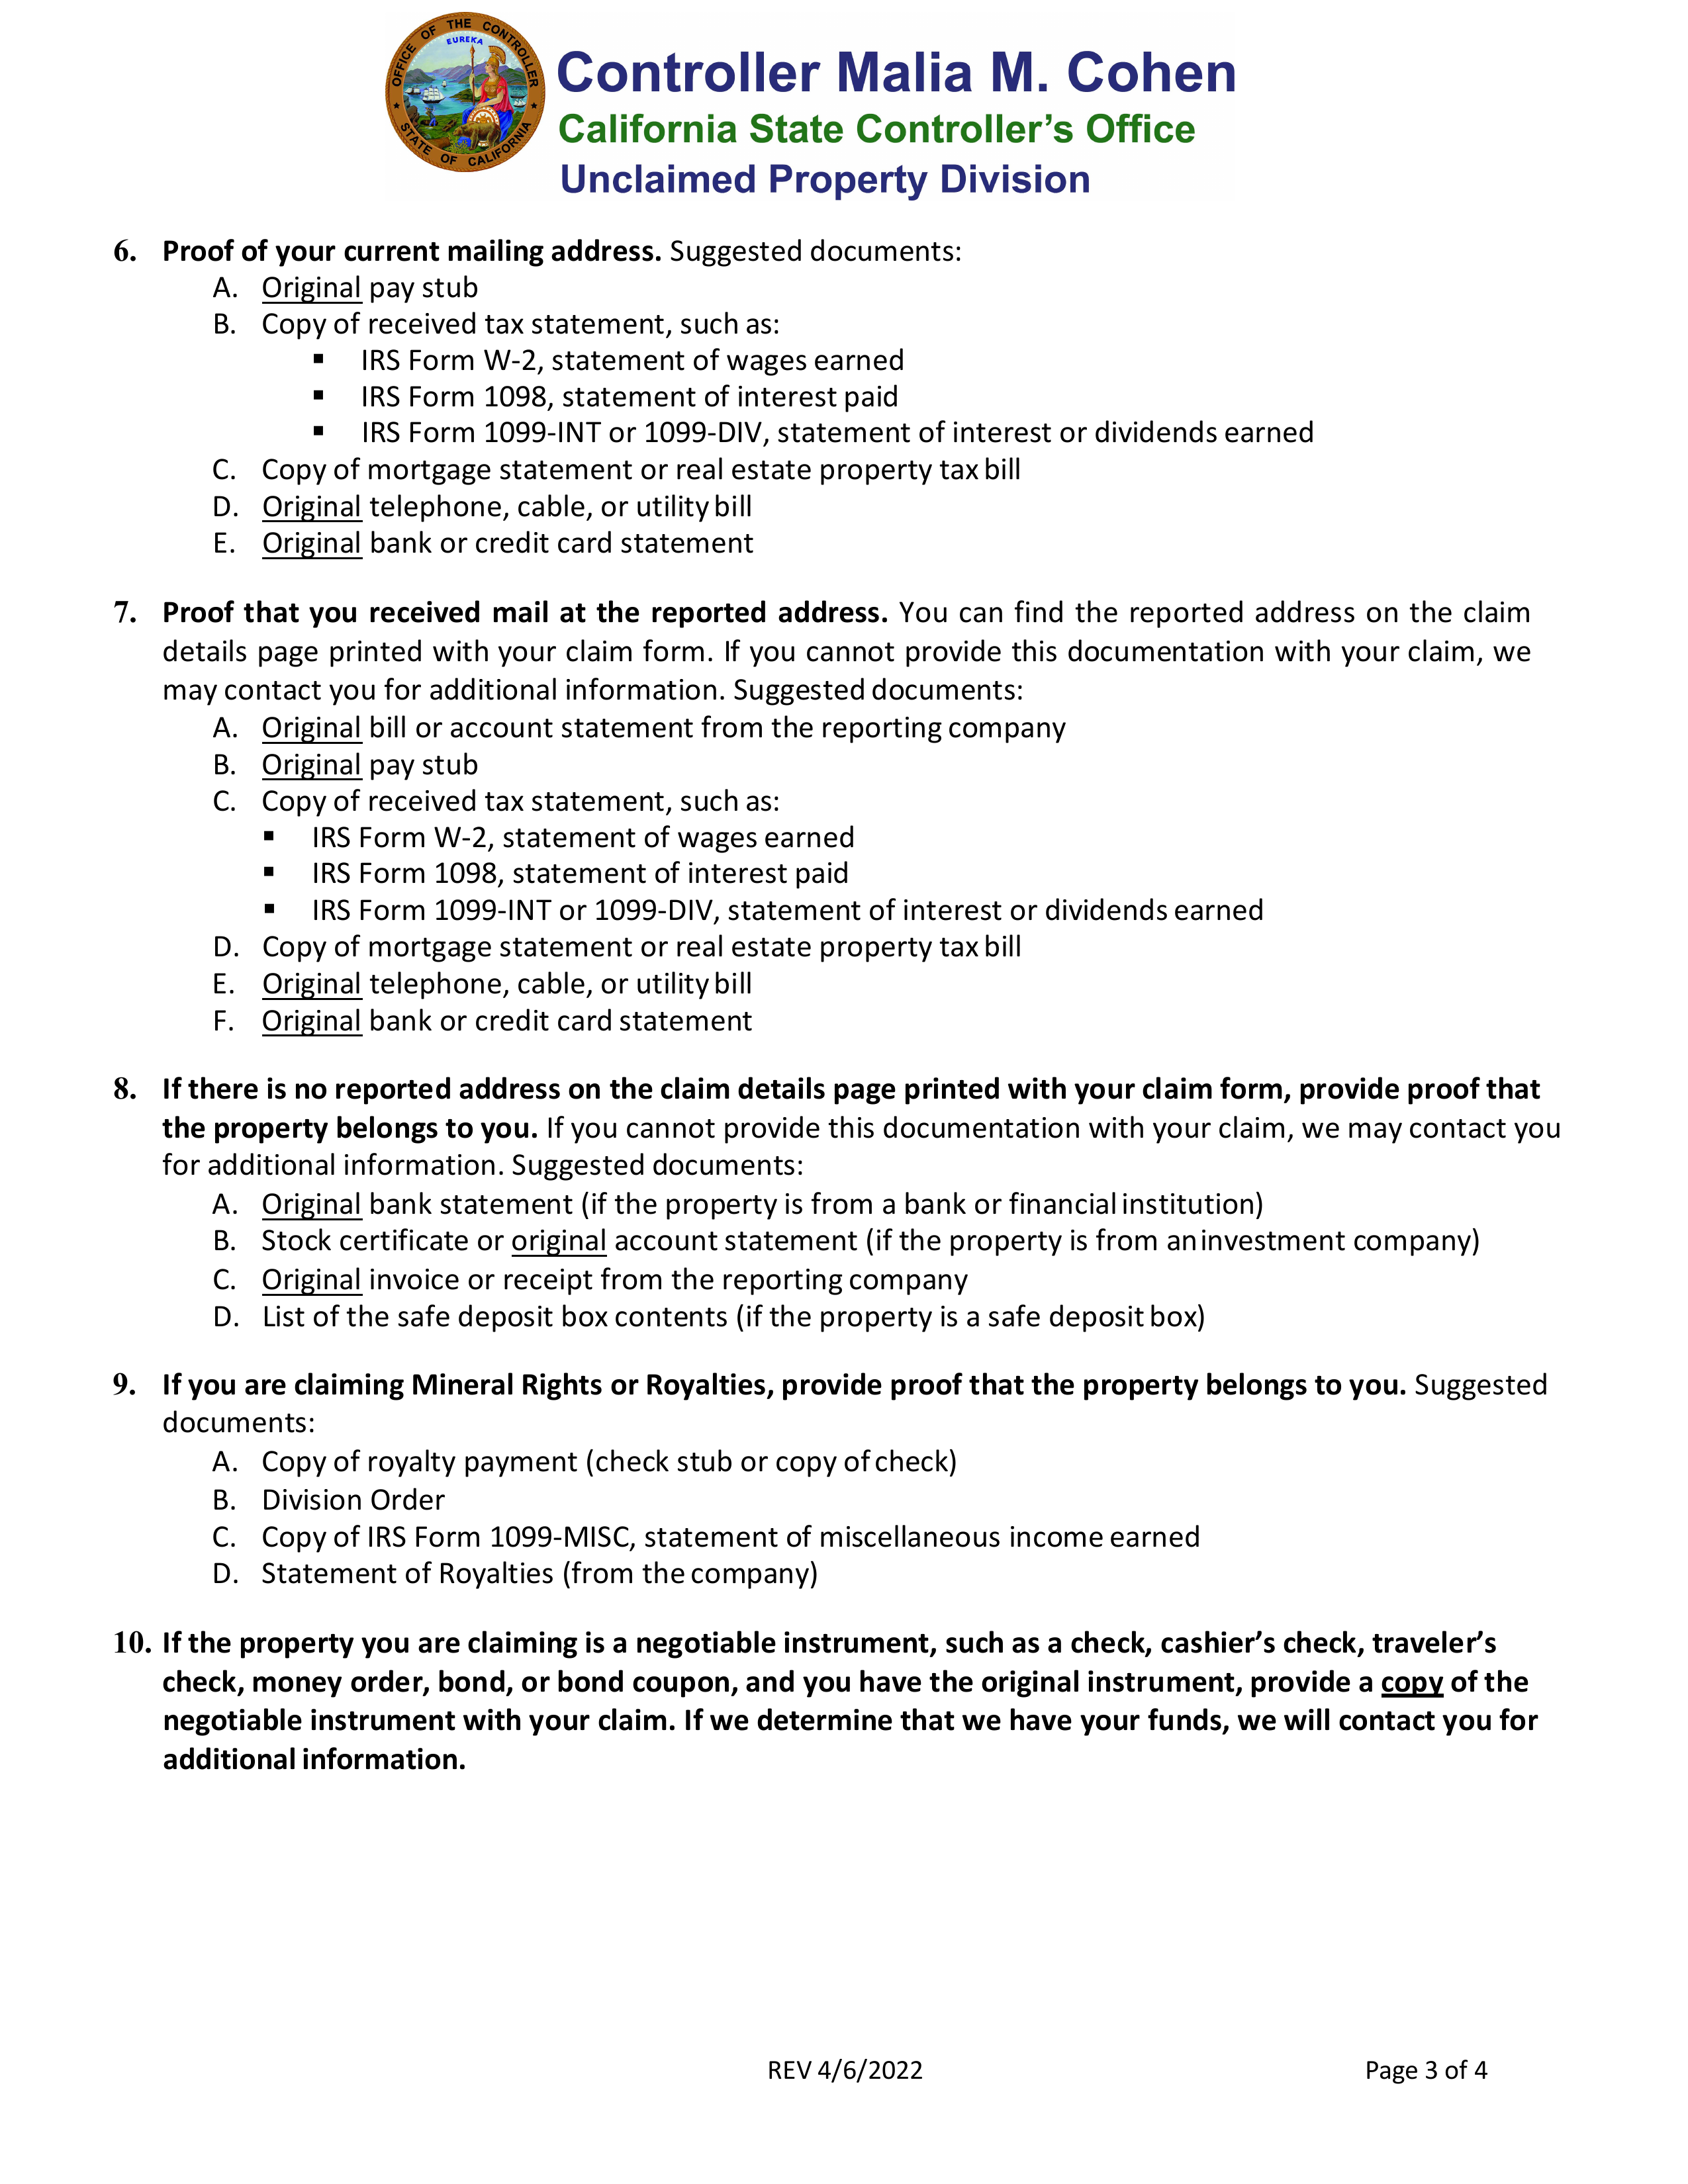 OFFICE OF THE CONTROLLER
EUREKA
STATE OF CALIFORNIA
Controller Malia M. Cohen
California State Controller’s Office
Unclaimed Property Division
6. Proof of your current mailing address. Suggested documents:
A. Original pay stub
B. Copy of received tax statement, such as:
▪ IRS Form W-2, statement of wages earned
▪ IRS Form 1098, statement of interest paid
▪ IRS Form 1099-INT or 1099-DIV, statement of interest or dividends earned
C. Copy of mortgage statement or real estate property tax bill
D. Original telephone, cable, or utility bill
E. Original bank or credit card statement
7. Proof that you received mail at the reported address. You can find the reported address on the claim
details page printed with your claim form. If you cannot provide this documentation with your claim, we
may contact you for additional information. Suggested documents:
A. Original bill or account statement from the reporting company
B. Original pay stub
C. Copy of received tax statement, such as:
▪ IRS Form W-2, statement of wages earned
▪ IRS Form 1098, statement of interest paid
▪ IRS Form 1099-INT or 1099-DIV, statement of interest or dividends earned
D. Copy of mortgage statement or real estate property tax bill
E. Original telephone, cable, or utility bill
F. Original bank or credit card statement
8. If there is no reported address on the claim details page printed with your claim form, provide proof that
the property belongs to you. If you cannot provide this documentation with your claim, we may contact you
for additional information. Suggested documents:
A. Original bank statement (if the property is from a bank or financial institution)
B. Stock certificate or original account statement (if the property is from an investment company)
C. Original invoice or receipt from the reporting company
D. List of the safe deposit box contents (if the property is a safe deposit box)
9. If you are claiming Mineral Rights or Royalties, provide proof that the property belongs to you. Suggested
documents:
A. Copy of royalty payment (check stub or copy of check)
B. Division Order
C. Copy of IRS Form 1099-MISC, statement of miscellaneous income earned
D. Statement of Royalties (from the company)
10. If the property you are claiming is a negotiable instrument, such as a check, cashier’s check, traveler’s
check, money order, bond, or bond coupon, and you have the original instrument, provide a copy of the
negotiable instrument with your claim. If we determine that we have your funds, we will contact you for
additional information.
REV 4/6/2022
Page 3 of 4